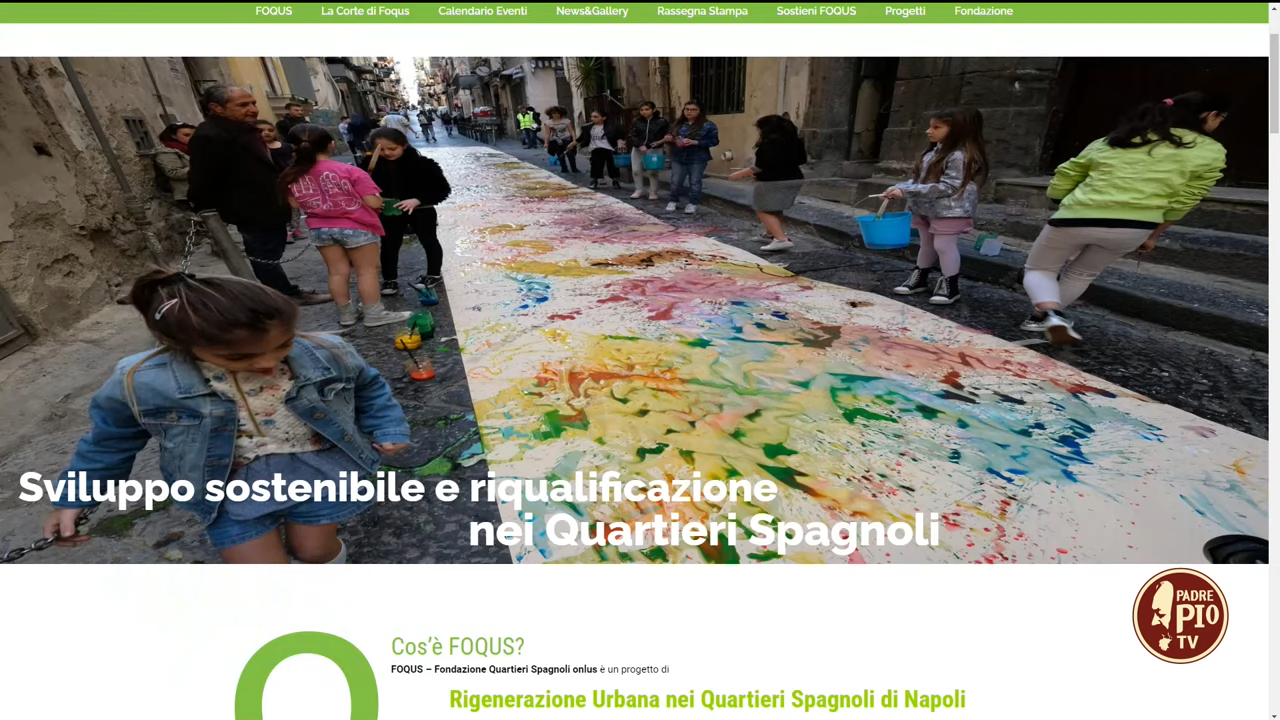 FOQUS La Corte di Foqus Calendario Eventi News&Gallery Rassegna Stampa Sostieni FOQUS Progetti Fondazione
Sviluppo sostenibile e riqualificazione
nei Quartieri Spagnoli
PADRE
PIO
TV
Cos’è FOQUS?
FOQUS – Fondazione Quartieri Spagnoli onlus è un progetto di
Rigenerazione Urbana nei Quartieri Spagnoli di Napoli